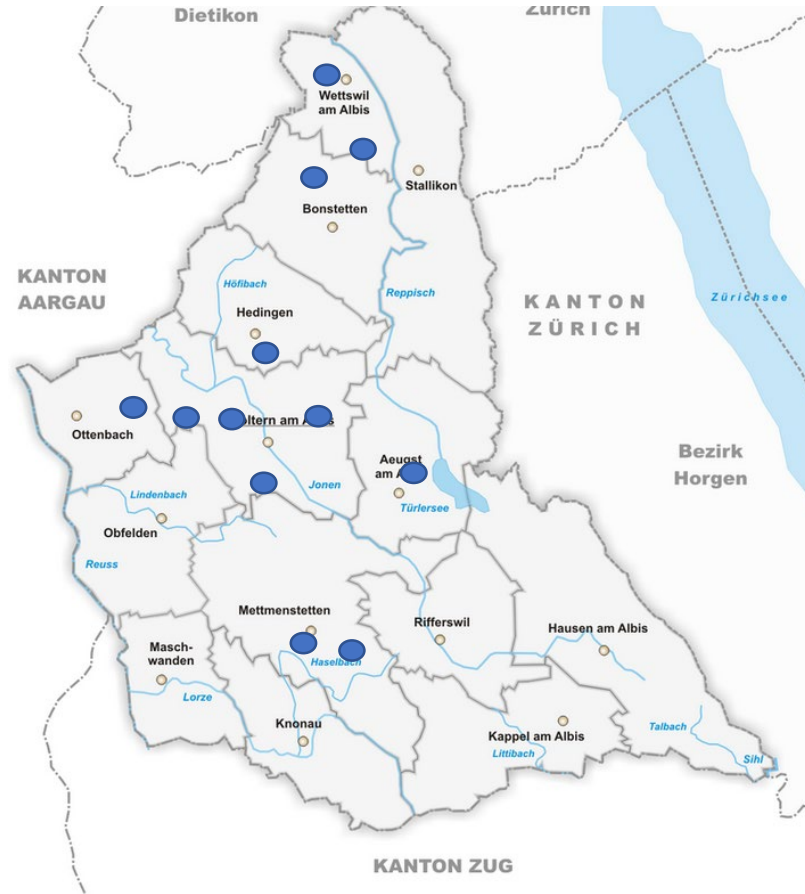 Dietikon
Zürich
Wettswil
am Albis
Stallikon
Bonstetten
KANTON
AARGAU
Höfibach
Reppisch
Zürichsee
KANTON
ZÜRICH
Hedingen
Ottenbach
am
Aeugst
am
Bezirk
Horgen
Lindenbach
Jonen
Türlersee
Obfelden
Reuss
Mettmenstetten
Rifferswil
Hausen am Albis
Masch-
wanden
Haselbach
Lorze
Knonau
Kappel am Albis
Littibach
Talbach
Sihl
KANTON ZUG